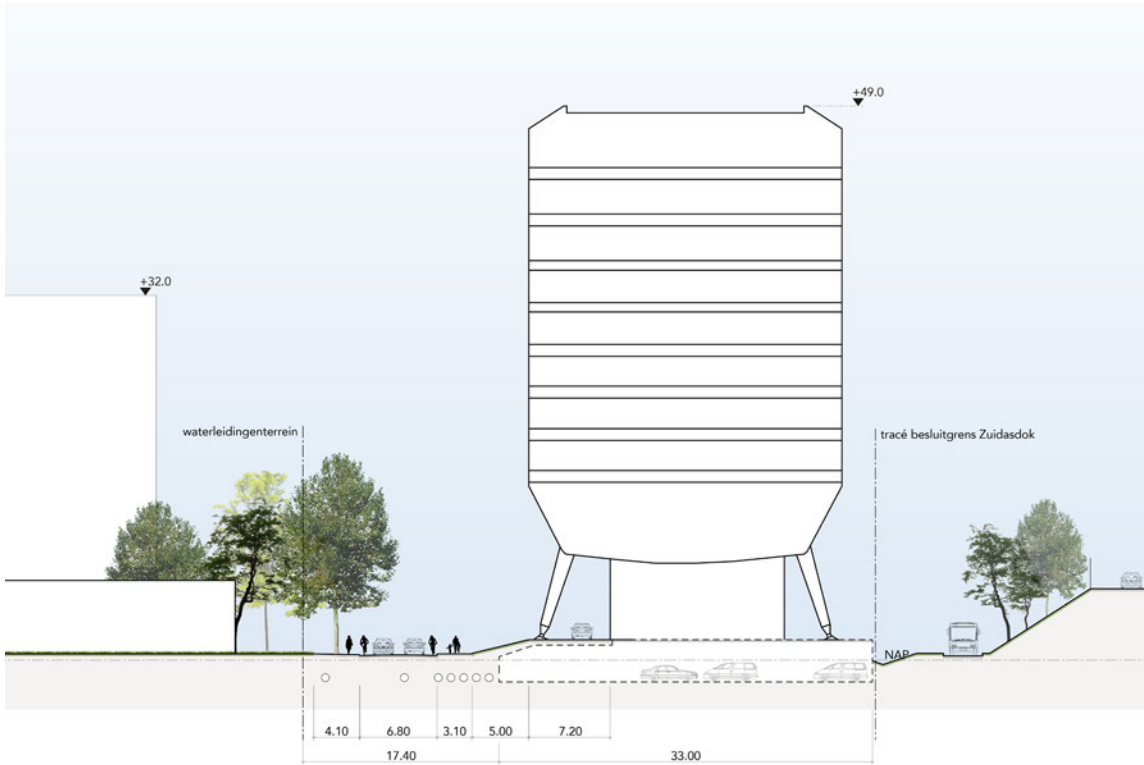 +49.0
+32.0
waterleidingenterrein
tracé besluitgrens Zuidasdok
NAP
4.10 6.80 3.10 5.00 7.20
17.40 33.00